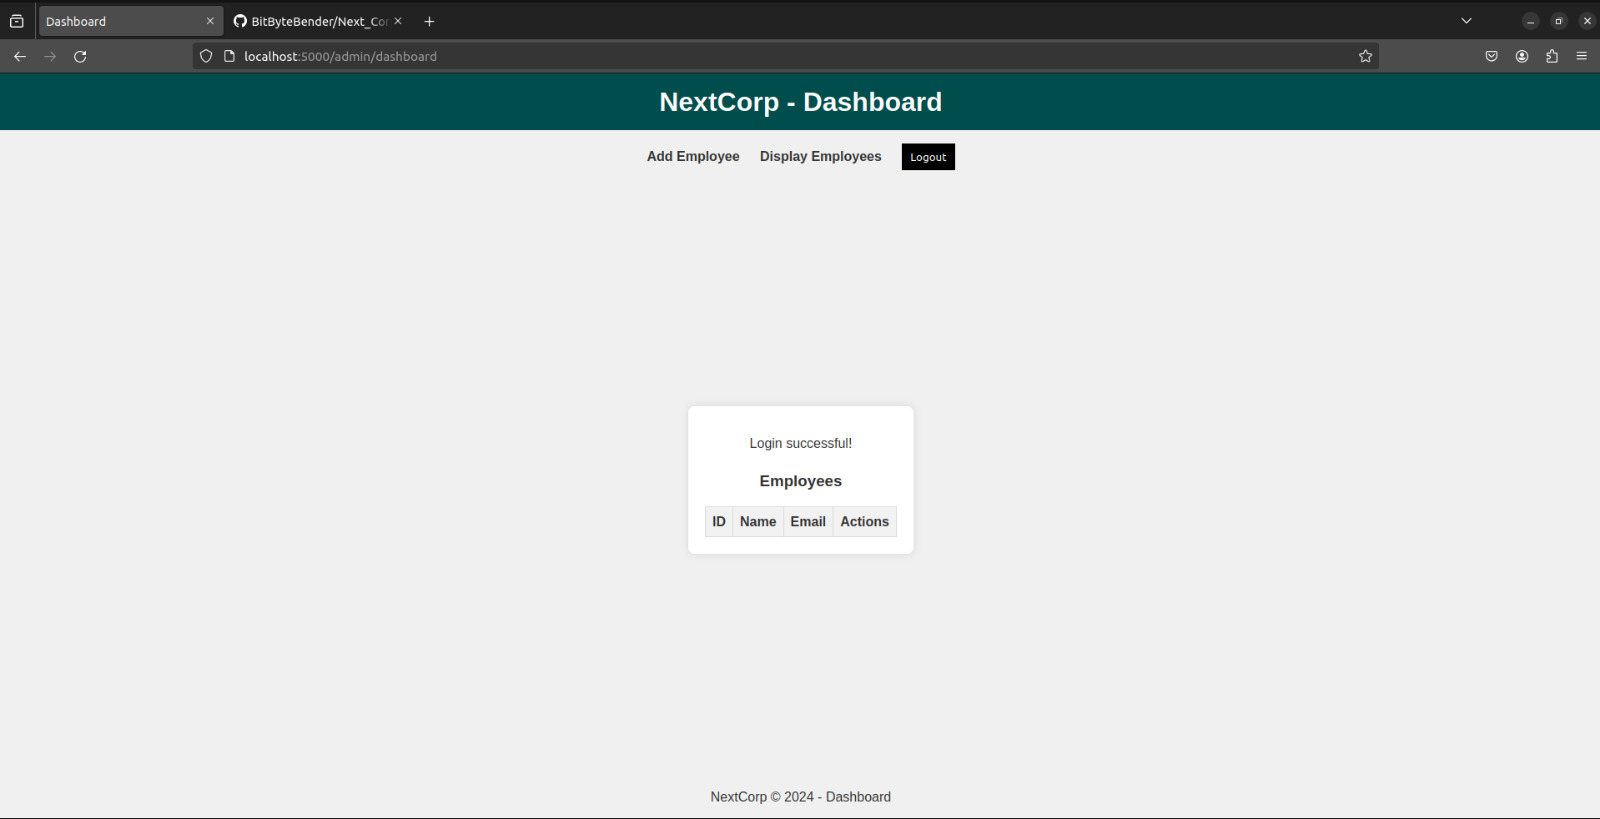 Dashboard
BitByteBender/Next_Cor
localhost:5000/admin/dashboard
NextCorp - Dashboard
Add Employee Display Employees Logout
Login successful!
Employees
ID Name Email Actions
NextCorp © 2024 - Dashboard